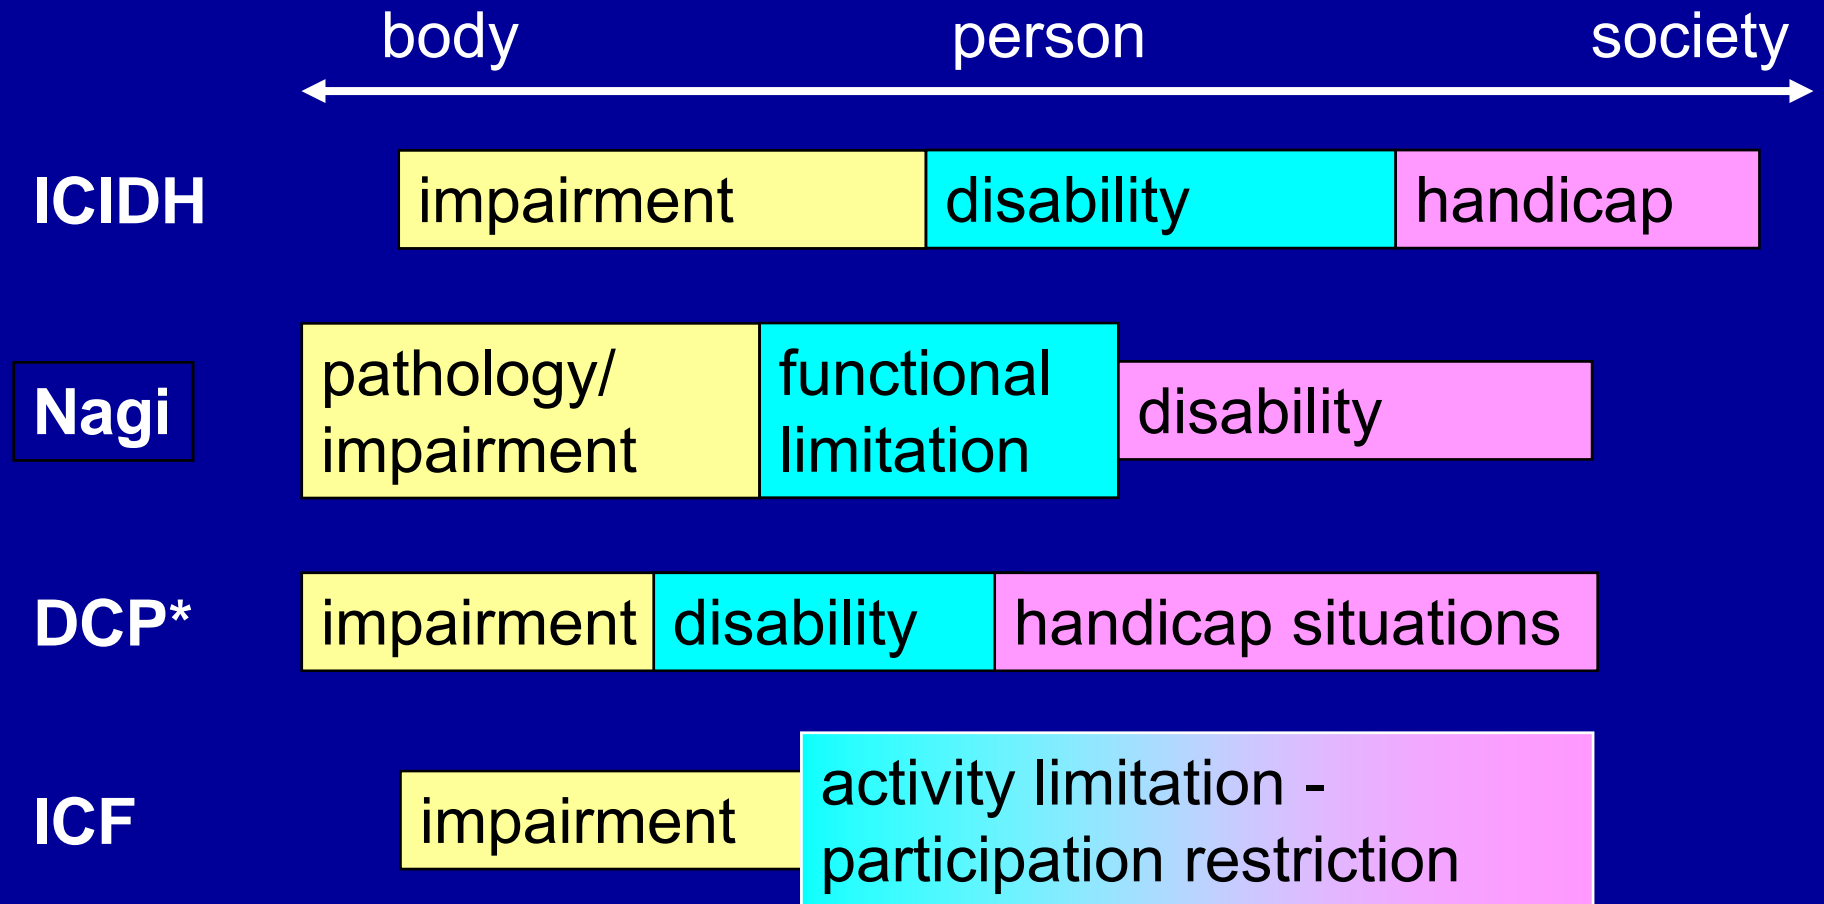 body person society
ICIDH impairment disability handicap
pathology/ functional
Nagi disability
impairment limitation
DCP* impairment disability handicap situations
activity limitation -
ICF impairment
participation restriction